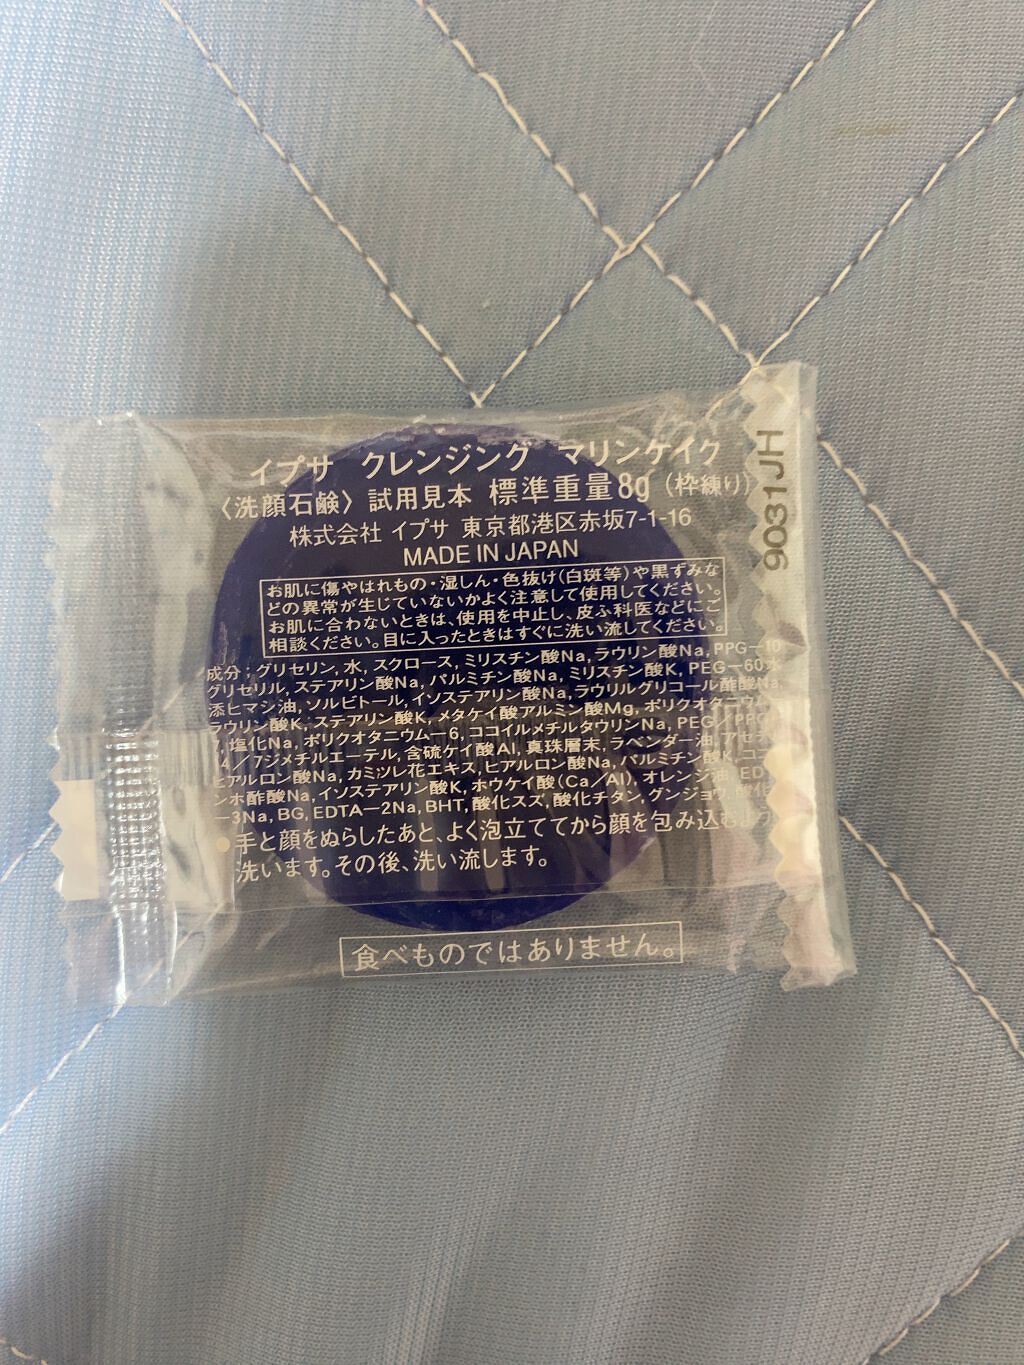 イプサ クレンジング マリンケイク
〈洗顔石鹸〉試用見本 標準重量8g（枠練り）
株式会社 イプサ 東京都港区赤坂7-1-16
MADE IN JAPAN
お肌に傷やはれもの・湿しん・色抜け（白斑等）や黒ずみな
どの異常が生じていないかよく注意して使用してください。
お肌に合わないときは、使用を中止し、皮ふ科医などにご
相談ください。目に入ったときはすぐに洗い流してください。
成分；グリセリン, 水, スクロース, ミリスチン酸Na, ラウリン酸Na, PPG－10
グリセリル, ステアリン酸Na, パルミチン酸Na, ミリスチン酸K, PEG－60水
添ヒマシ油, ソルビトール, イソステアリン酸Na, ラウリルグリコール酢酸Na,
ラウリン酸K, ステアリン酸K, メタケイ酸アルミン酸Mg, ポリクオタニウム
, 塩化Na, ポリクオタニウム－6, ココイルメチルタウリンNa, PEG／PPG
4／7ジメチルエーテル, 含硫ケイ酸Al, 真珠層末, ラベンダー油, アセチ
ヒアルロン酸Na, カミツレ花エキス, ヒアルロン酸Na, パルミチン酸K, ココ
ンホ酢酸Na, イソステアリン酸K, ホウケイ酸（Ca／Al）, オレンジ油, ED
－3Na, BG, EDTA－2Na, BHT, 酸化スズ, 酸化チタン, グンジョウ, 酸化
●手と顔をぬらしたあと、よく泡立ててから顔を包み込むよう
洗います。その後、洗い流します。
食べものではありません。
9031JH